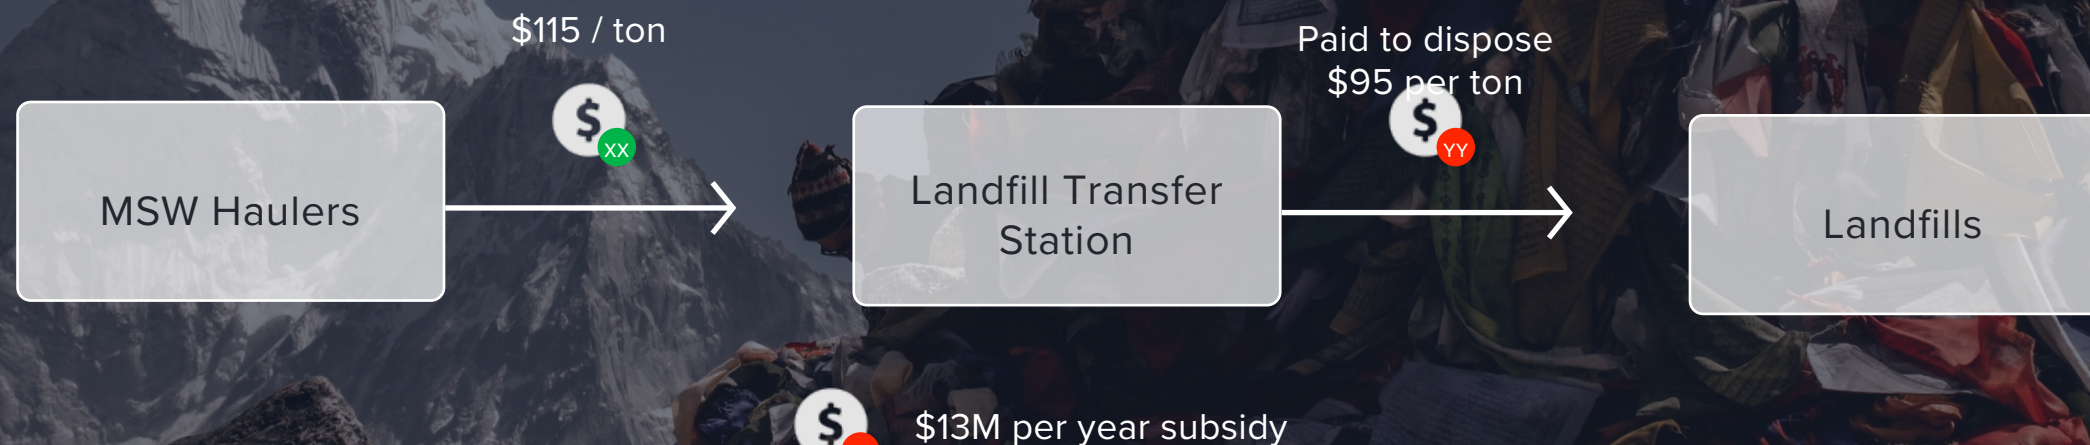 $115 / ton
Paid to dispose
$95 per ton
$
XX
$
YY
MSW Haulers
Landfill Transfer
Station
Landfills
$
$13M per year subsidy